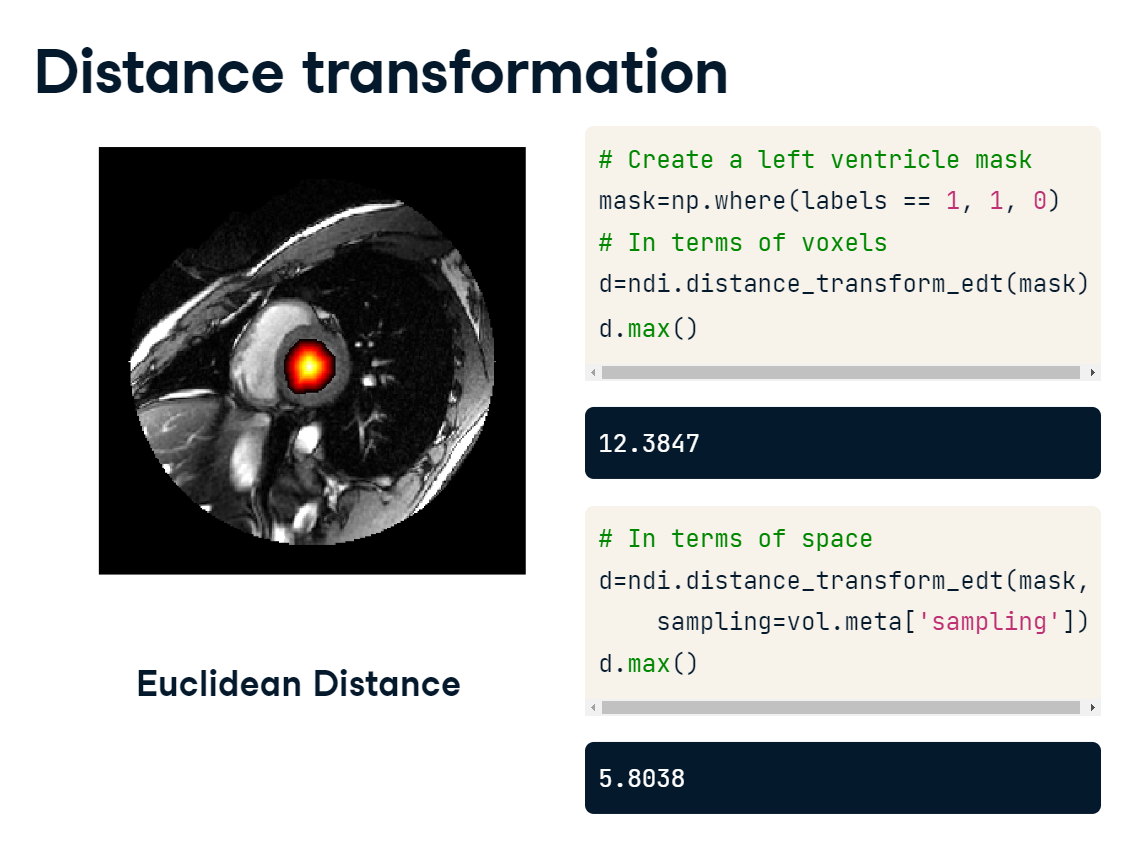 Distance transformation
# Create a left ventricle mask
mask=np.where(labels == 1, 1, 0)
# In terms of voxels
d=ndi.distance_transform_edt(mask)
d.max()
12.3847
# In terms of space
d=ndi.distance_transform_edt(mask,
    sampling=vol.meta['sampling'])
d.max()
5.8038
Euclidean Distance